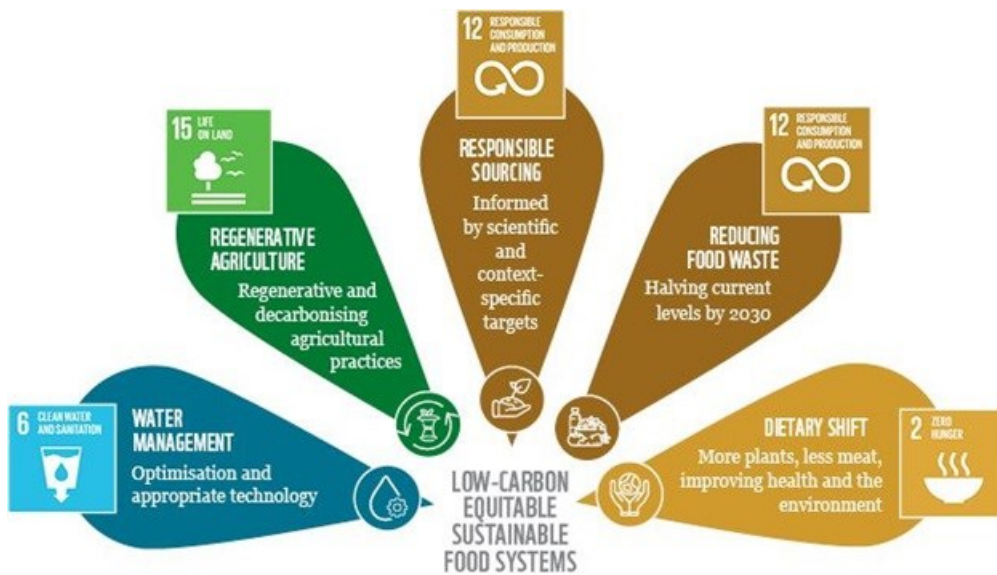 6 CLEAN WATER
AND SANITATION
WATER
MANAGEMENT
Optimisation and
appropriate technology
15 LIFE
ON LAND
REGENERATIVE
AGRICULTURE
Regenerative and
decarbonising
agricultural
practices
12 RESPONSIBLE
CONSUMPTION
AND PRODUCTION
RESPONSIBLE
SOURCING
Informed
by scientific
and
context-
specific
targets
12 RESPONSIBLE
CONSUMPTION
AND PRODUCTION
REDUCING
FOOD WASTE
Halving current
levels by 2030
2 ZERO
HUNGER
DIETARY SHIFT
More plants, less meat,
improving health and the
environment
LOW-CARBON
EQUITABLE
SUSTAINABLE
FOOD SYSTEMS